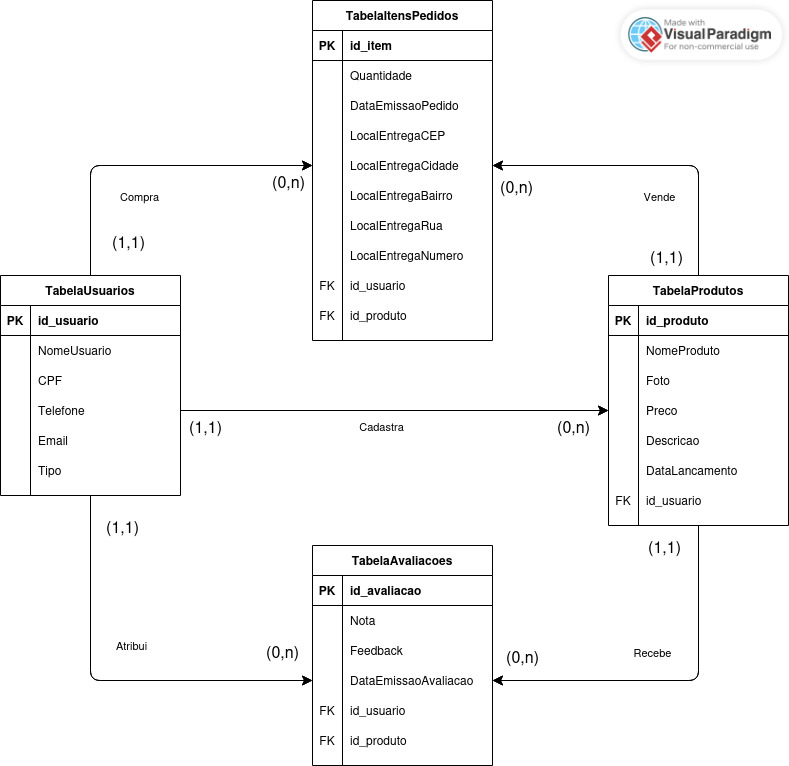 TabelaItensPedidos
PK id_item
Quantidade
DataEmissaoPedido
LocalEntregaCEP
LocalEntregaCidade
LocalEntregaBairro
LocalEntregaRua
LocalEntregaNumero
FK id_usuario
FK id_produto
Made with
VisualParadigm
For non-commercial use
(0,n)
Compra
(1,1)
(0,n)
Vende
(1,1)
TabelaUsuarios
PK id_usuario
NomeUsuario
CPF
Telefone
Email
Tipo
TabelaProdutos
PK id_produto
NomeProduto
Foto
Preco
Descricao
DataLancamento
FK id_usuario
(1,1)
Cadastra
(0,n)
(1,1)
Atribui
(0,n)
(1,1)
Recebe
(0,n)
TabelaAvaliacoes
PK id_avaliacao
Nota
Feedback
DataEmissaoAvaliacao
FK id_usuario
FK id_produto